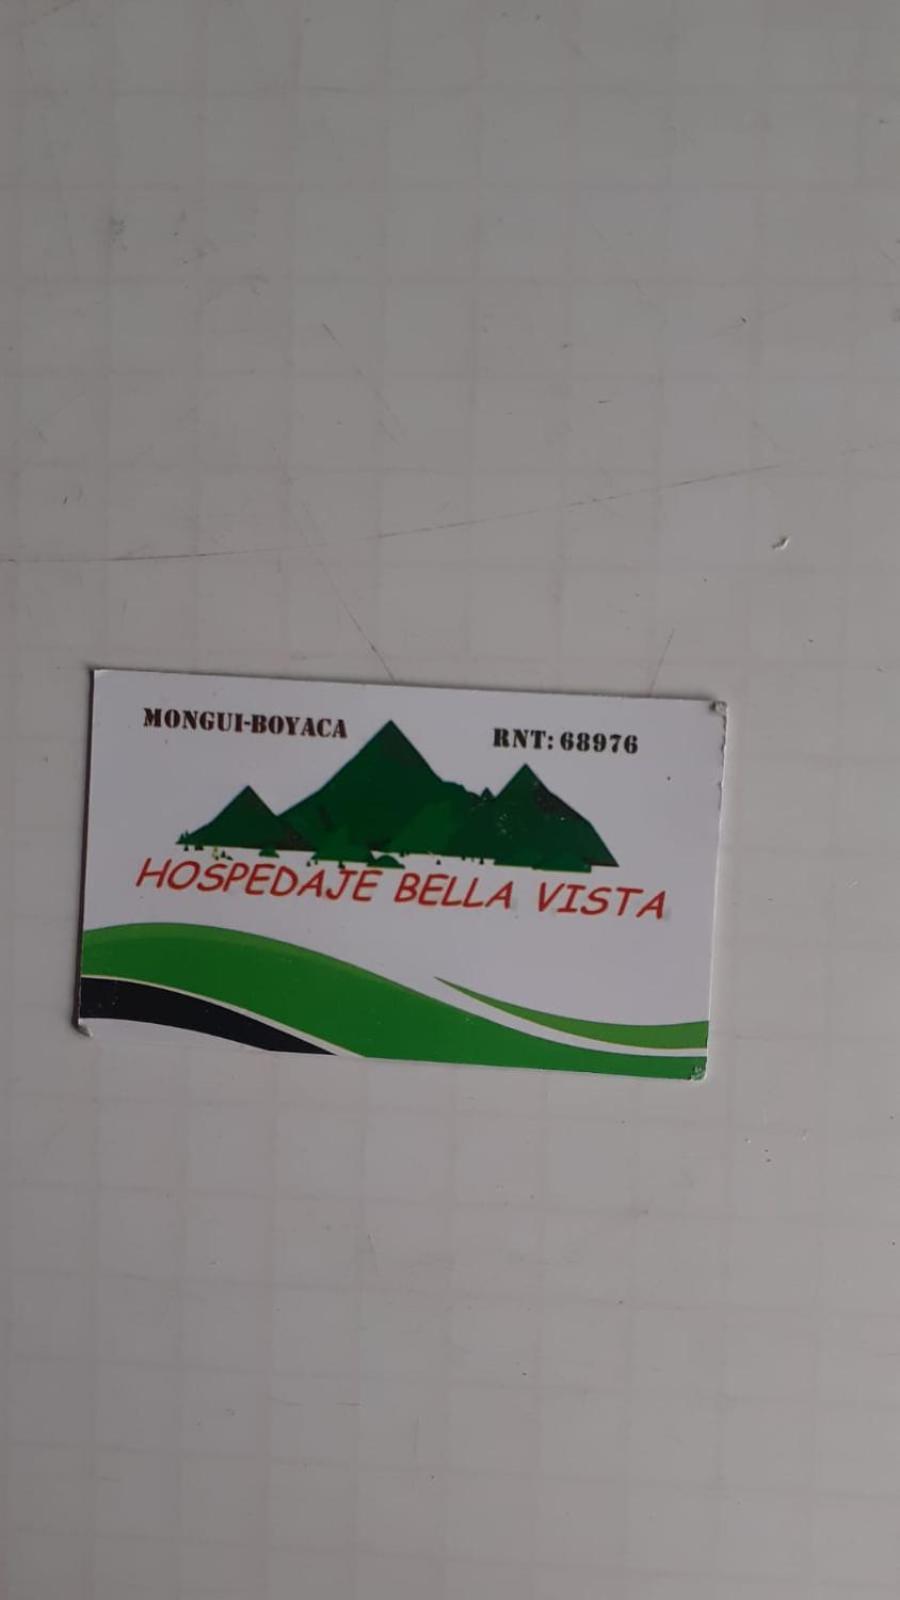 MONGUI-BOYACA
RNT: 68976
HOSPEDAJE BELLA VISTA